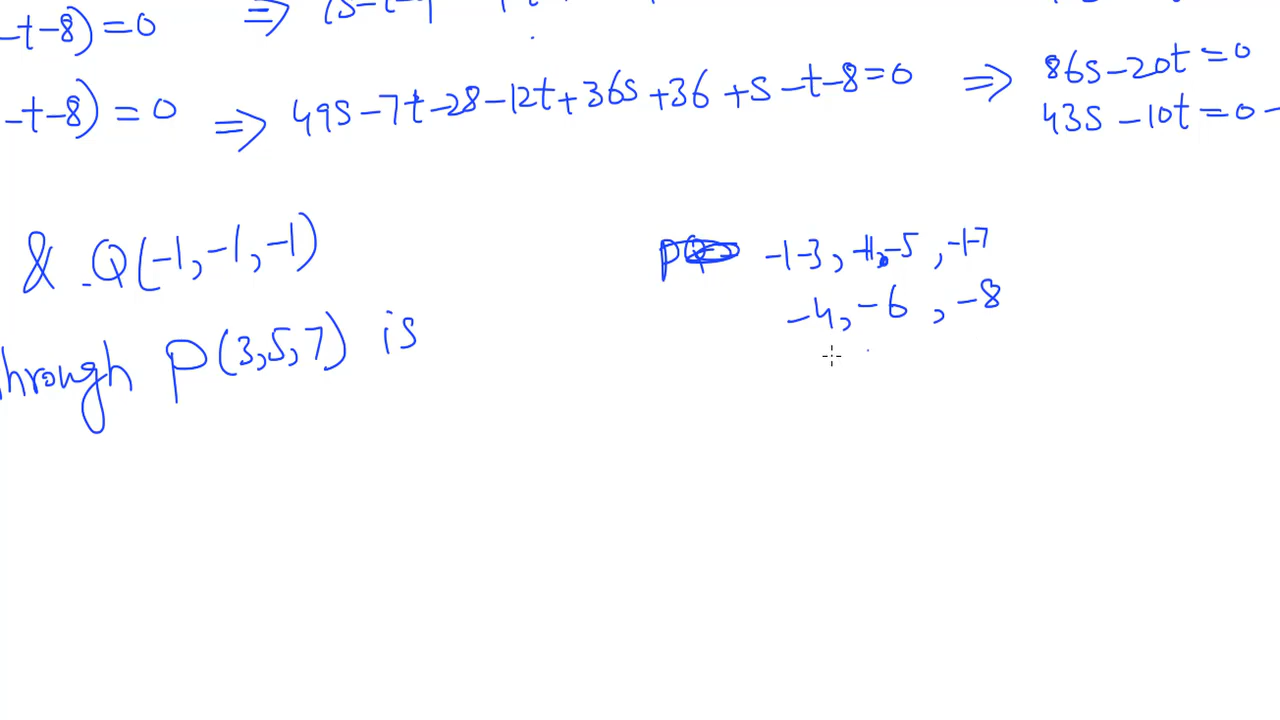 -t-8)=0 ⇒
-t-8) = 0 ⇒ 49s-7t-28-12t+36s+36+s-t-8=0 ⇒ 86s-20t=0
43s-10t=0-
& Q(-1,-1,-1)
-1-3, -1-5, -1-7
-4, -6, -8
hrough P(3,5,7) is